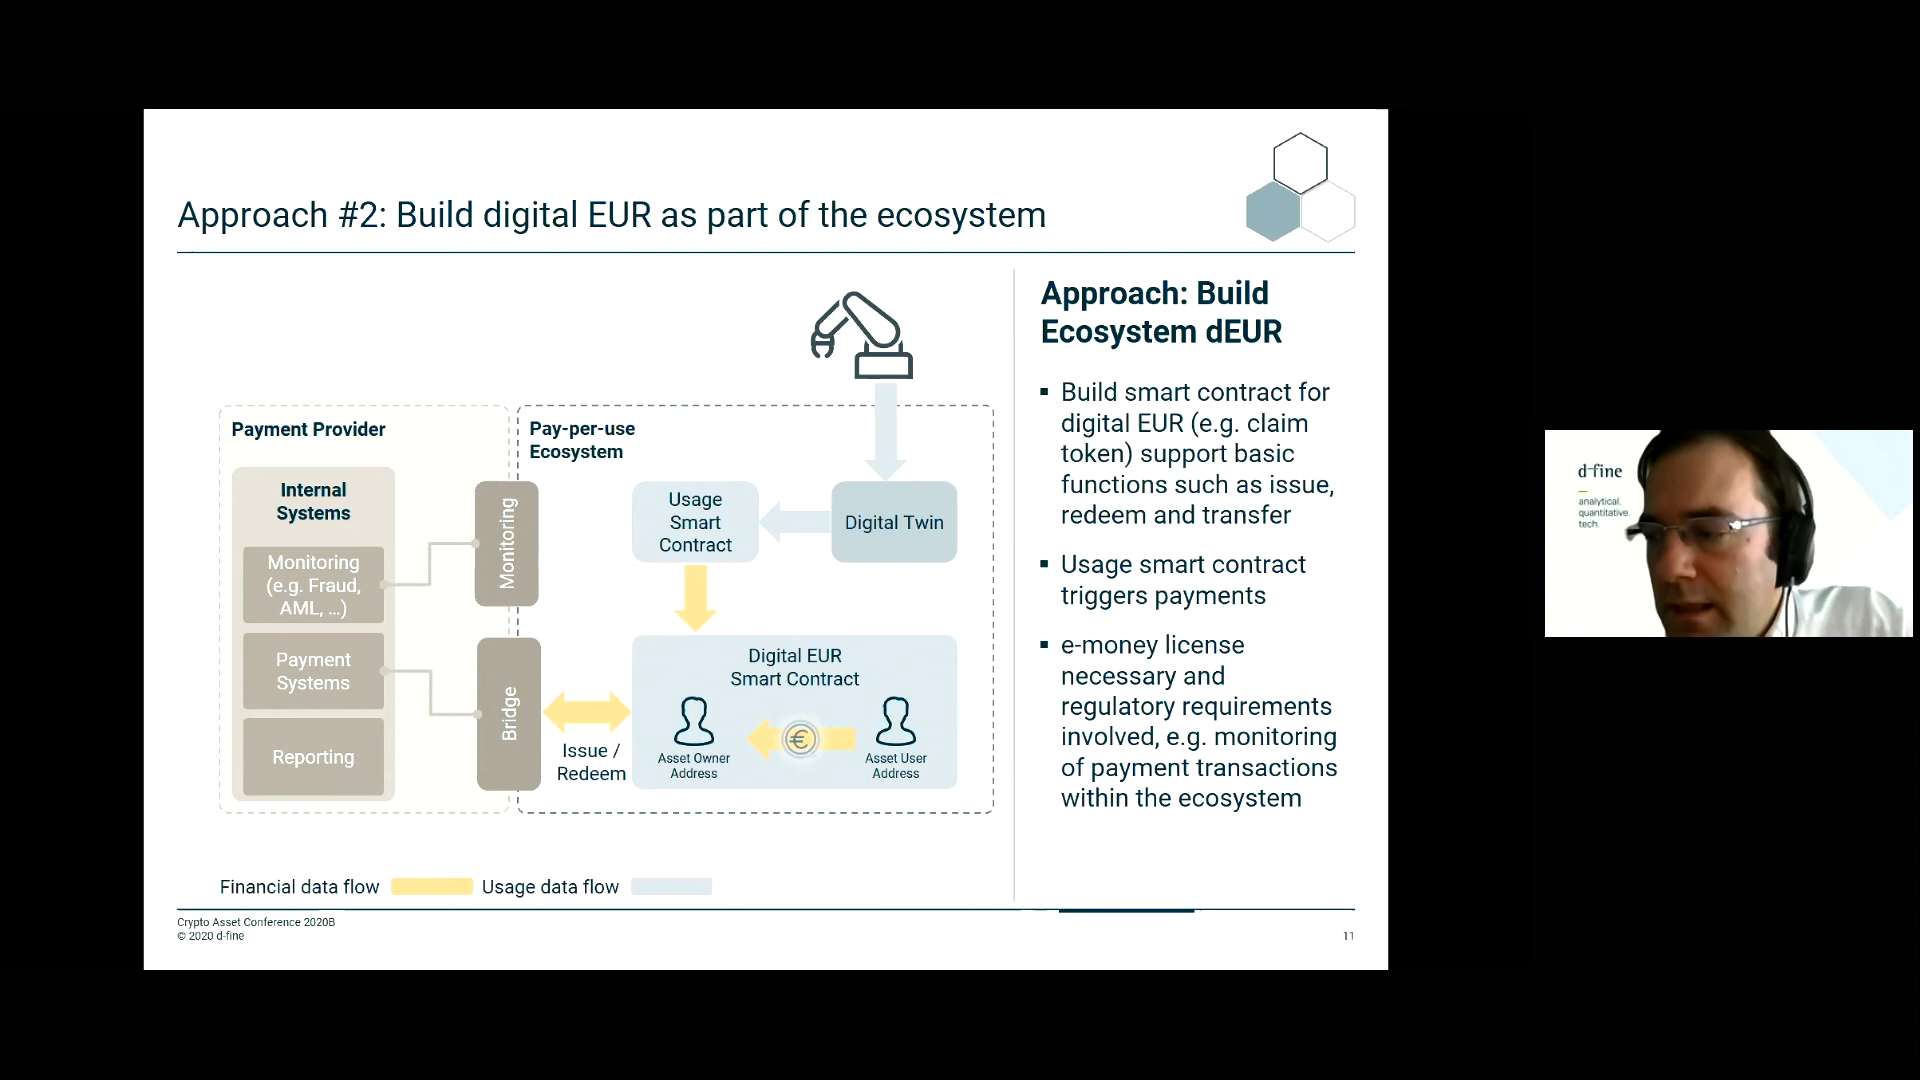 Approach #2: Build digital EUR as part of the ecosystem
Payment Provider
Internal
Systems
Monitoring
(e.g. Fraud,
AML, ...)
Payment
Systems
Reporting
Monitoring
Bridge
Pay-per-use
Ecosystem
Usage
Smart
Contract
Digital Twin
Digital EUR
Smart Contract
€
Asset Owner
Address
Asset User
Address
Issue /
Redeem
Financial data flow
Usage data flow
Approach: Build
Ecosystem dEUR
▪ Build smart contract for
digital EUR (e.g. claim
token) support basic
functions such as issue,
redeem and transfer
▪ Usage smart contract
triggers payments
▪ e-money license
necessary and
regulatory requirements
involved, e.g. monitoring
of payment transactions
within the ecosystem
Crypto Asset Conference 2020B
© 2020 d-fine
11
d-fine
analytical.
quantitative.
tech.